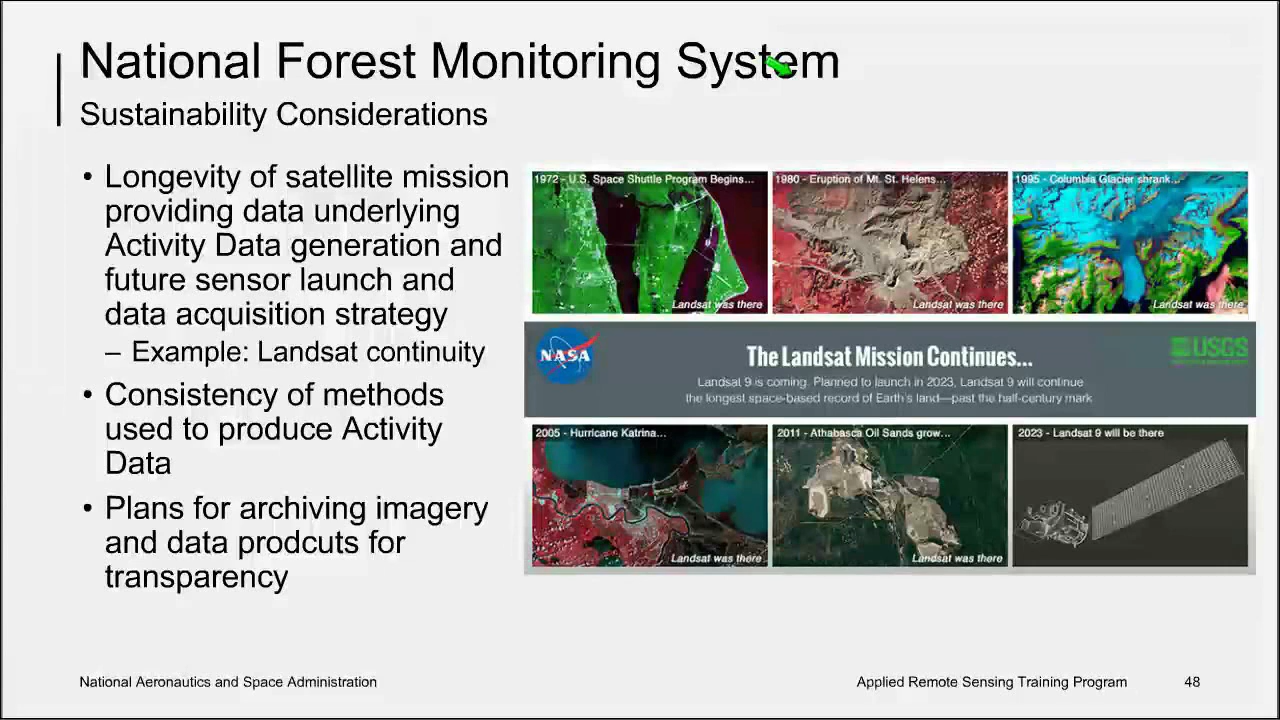 National Forest Monitoring System
Sustainability Considerations
• Longevity of satellite mission
providing data underlying
Activity Data generation and
future sensor launch and
data acquisition strategy
– Example: Landsat continuity
• Consistency of methods
used to produce Activity
Data
• Plans for archiving imagery
and data prodcuts for
transparency
1972 - U.S. Space Shuttle Program Begins...
Landsat was there
1980 - Eruption of Mt. St. Helens...
Landsat was there
1995 - Columbia Glacier shrank...
Landsat was there
NASA
The Landsat Mission Continues...
Landsat 9 is coming. Planned to launch in 2023, Landsat 9 will continue
the longest space-based record of Earth's land—past the half-century mark
USGS
2005 - Hurricane Katrina...
Landsat was there
2011 - Athabasca Oil Sands grow...
Landsat was there
2023 - Landsat 9 will be there
National Aeronautics and Space Administration
Applied Remote Sensing Training Program
48